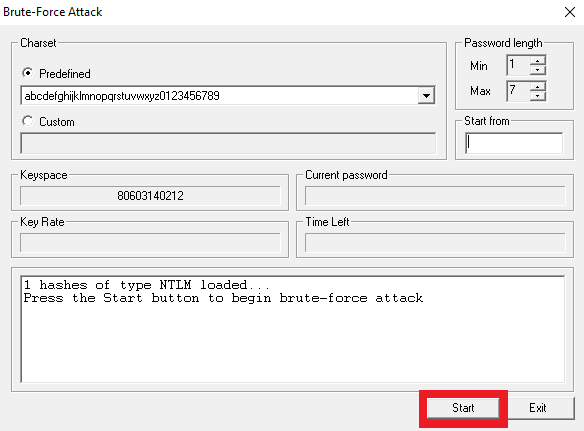 Brute-Force Attack
Charset
Predefined
abcdefghijklmnopqrstuvwxyz0123456789
Custom
Password length
Min 1
Max 7
Start from
Keyspace
80603140212
Current password
Key Rate
Time Left
1 hashes of type NTLM loaded...
Press the Start button to begin brute-force attack
Start Exit